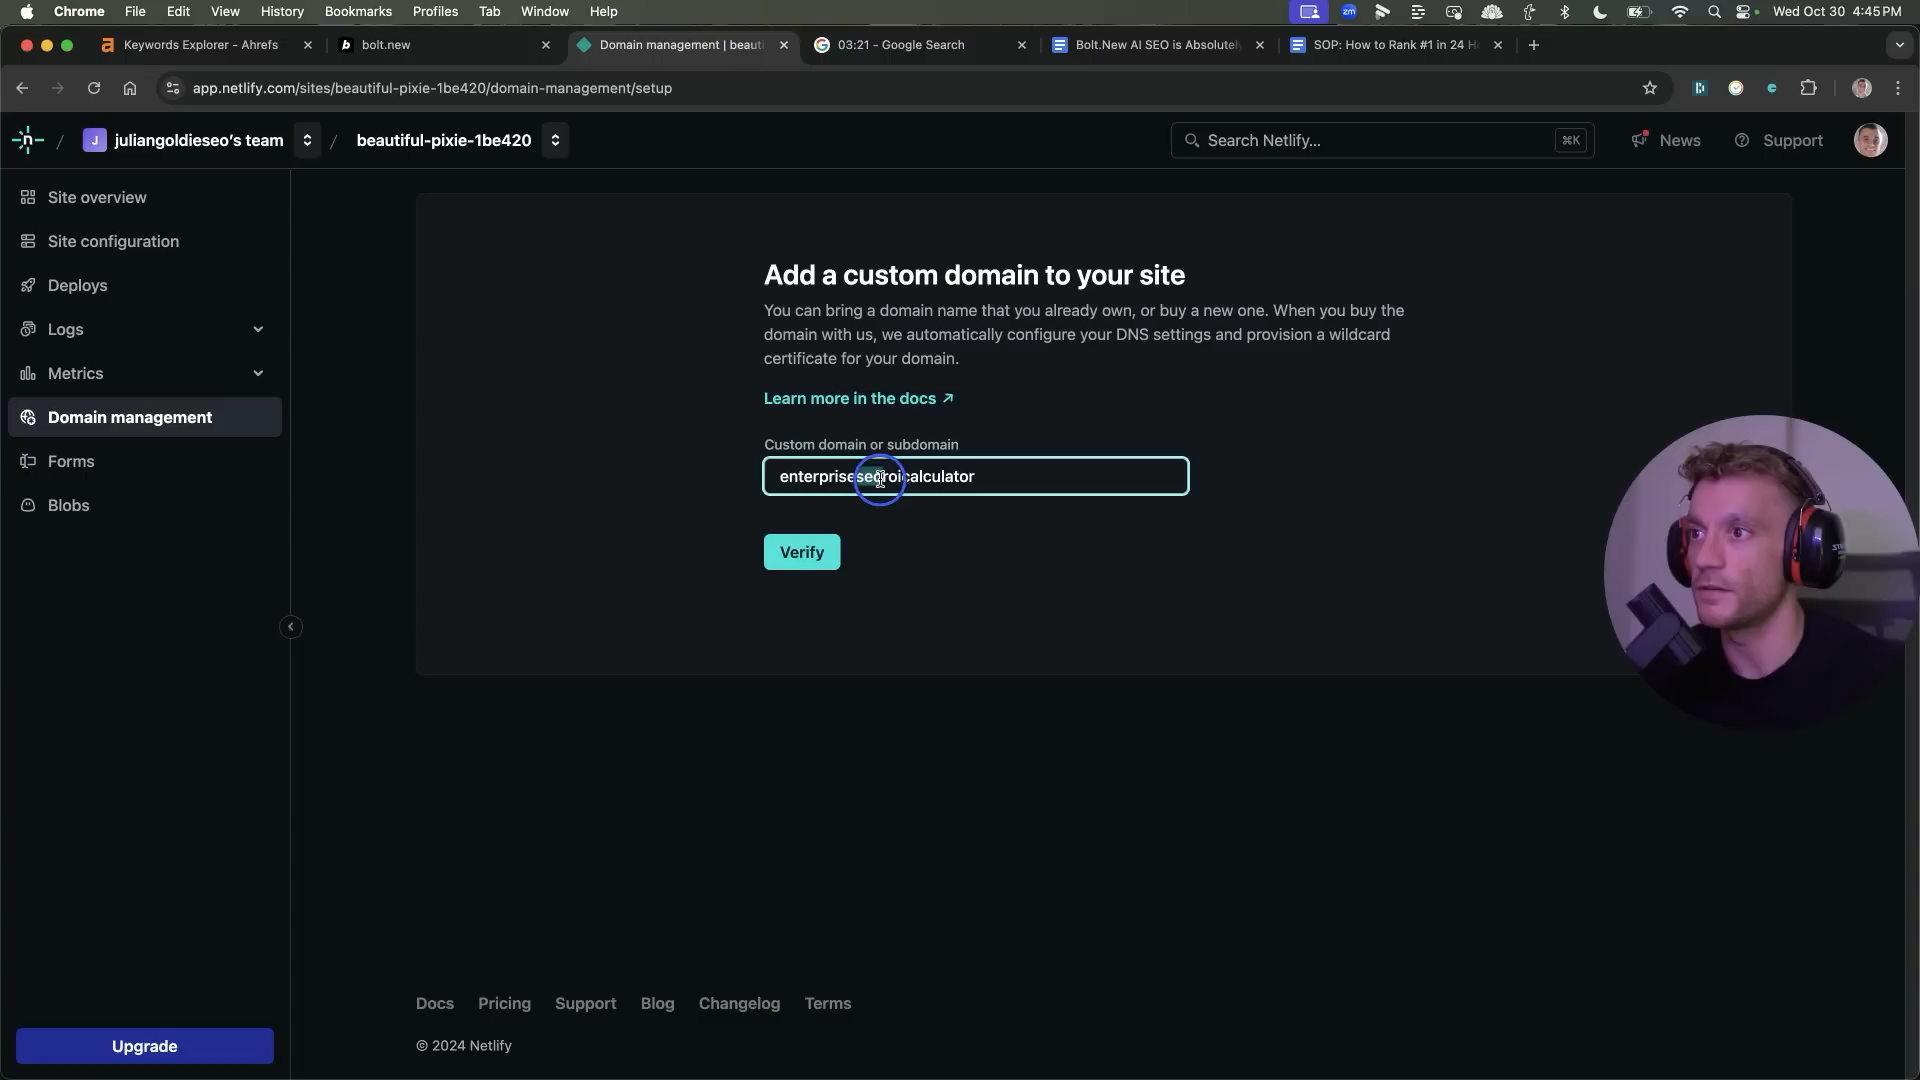 Chrome File Edit View History Bookmarks Profiles Tab Window Help zm Wed Oct 30 4:45 PM
Keywords Explorer - Ahrefs bolt.new Domain management | beauti 03:21 - Google Search Bolt.New AI SEO is Absolutely SOP: How to Rank #1 in 24 H
app.netlify.com/sites/beautiful-pixie-1be420/domain-management/setup
J juliangoldieseo's team / beautiful-pixie-1be420 Search Netlify... ⌘K News Support
Site overview
Site configuration
Deploys
Logs
Metrics
Domain management
Forms
Blobs
Upgrade
Add a custom domain to your site
You can bring a domain name that you already own, or buy a new one. When you buy the
domain with us, we automatically configure your DNS settings and provision a wildcard
certificate for your domain.
Learn more in the docs
Custom domain or subdomain
enterpriseseoroicalculator
Verify
Docs Pricing Support Blog Changelog Terms
© 2024 Netlify